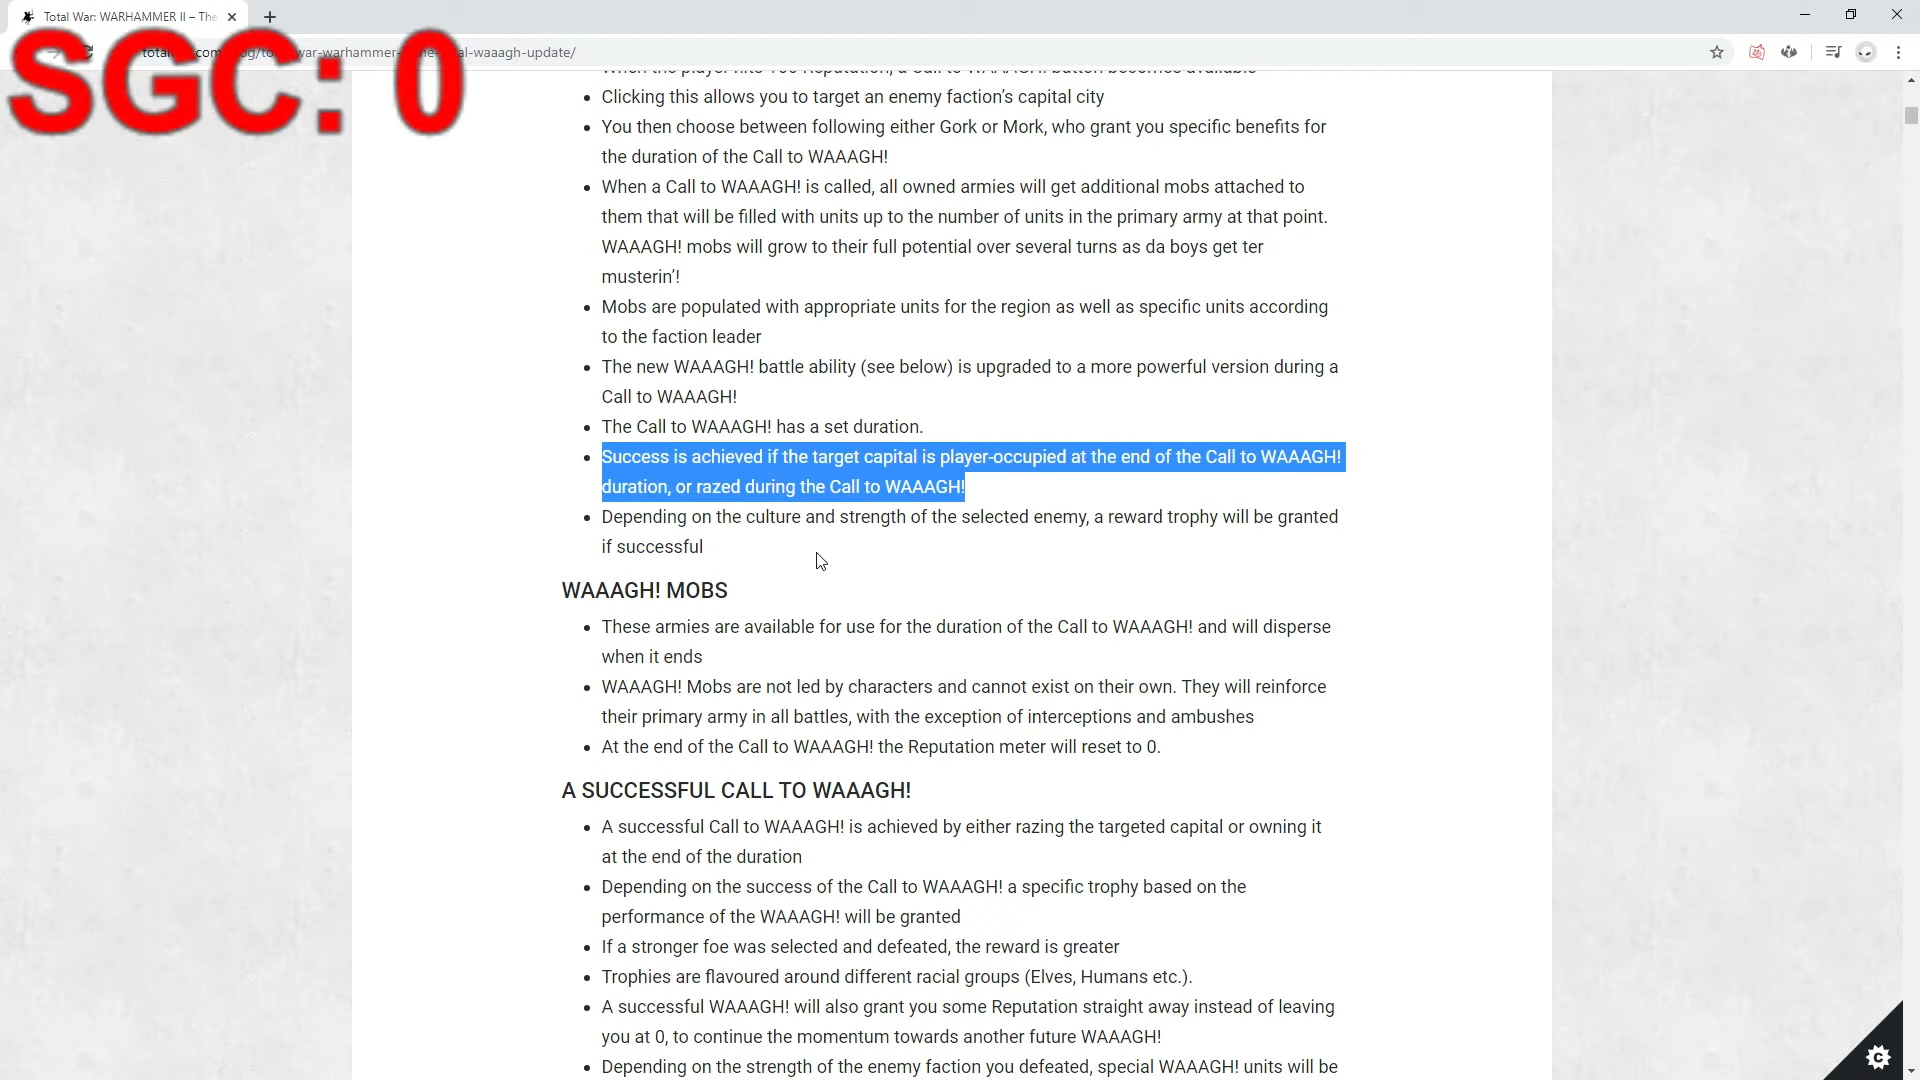 Total War: WARHAMMER II – The
SGC: 0
war-warhammer-
waaagh-update/
Clicking this allows you to target an enemy faction’s capital city
You then choose between following either Gork or Mork, who grant you specific benefits for
the duration of the Call to WAAAGH!
When a Call to WAAAGH! is called, all owned armies will get additional mobs attached to
them that will be filled with units up to the number of units in the primary army at that point.
WAAAGH! mobs will grow to their full potential over several turns as da boys get ter
musterin’!
Mobs are populated with appropriate units for the region as well as specific units according
to the faction leader
The new WAAAGH! battle ability (see below) is upgraded to a more powerful version during a
Call to WAAAGH!
The Call to WAAAGH! has a set duration.
Success is achieved if the target capital is player-occupied at the end of the Call to WAAAGH!
duration, or razed during the Call to WAAAGH!
Depending on the culture and strength of the selected enemy, a reward trophy will be granted
if successful
WAAAGH! MOBS
These armies are available for use for the duration of the Call to WAAAGH! and will disperse
when it ends
WAAAGH! Mobs are not led by characters and cannot exist on their own. They will reinforce
their primary army in all battles, with the exception of interceptions and ambushes
At the end of the Call to WAAAGH! the Reputation meter will reset to 0.
A SUCCESSFUL CALL TO WAAAGH!
A successful Call to WAAAGH! is achieved by either razing the targeted capital or owning it
at the end of the duration
Depending on the success of the Call to WAAAGH! a specific trophy based on the
performance of the WAAAGH! will be granted
If a stronger foe was selected and defeated, the reward is greater
Trophies are flavoured around different racial groups (Elves, Humans etc.).
A successful WAAAGH! will also grant you some Reputation straight away instead of leaving
you at 0, to continue the momentum towards another future WAAAGH!
Depending on the strength of the enemy faction you defeated, special WAAAGH! units will be